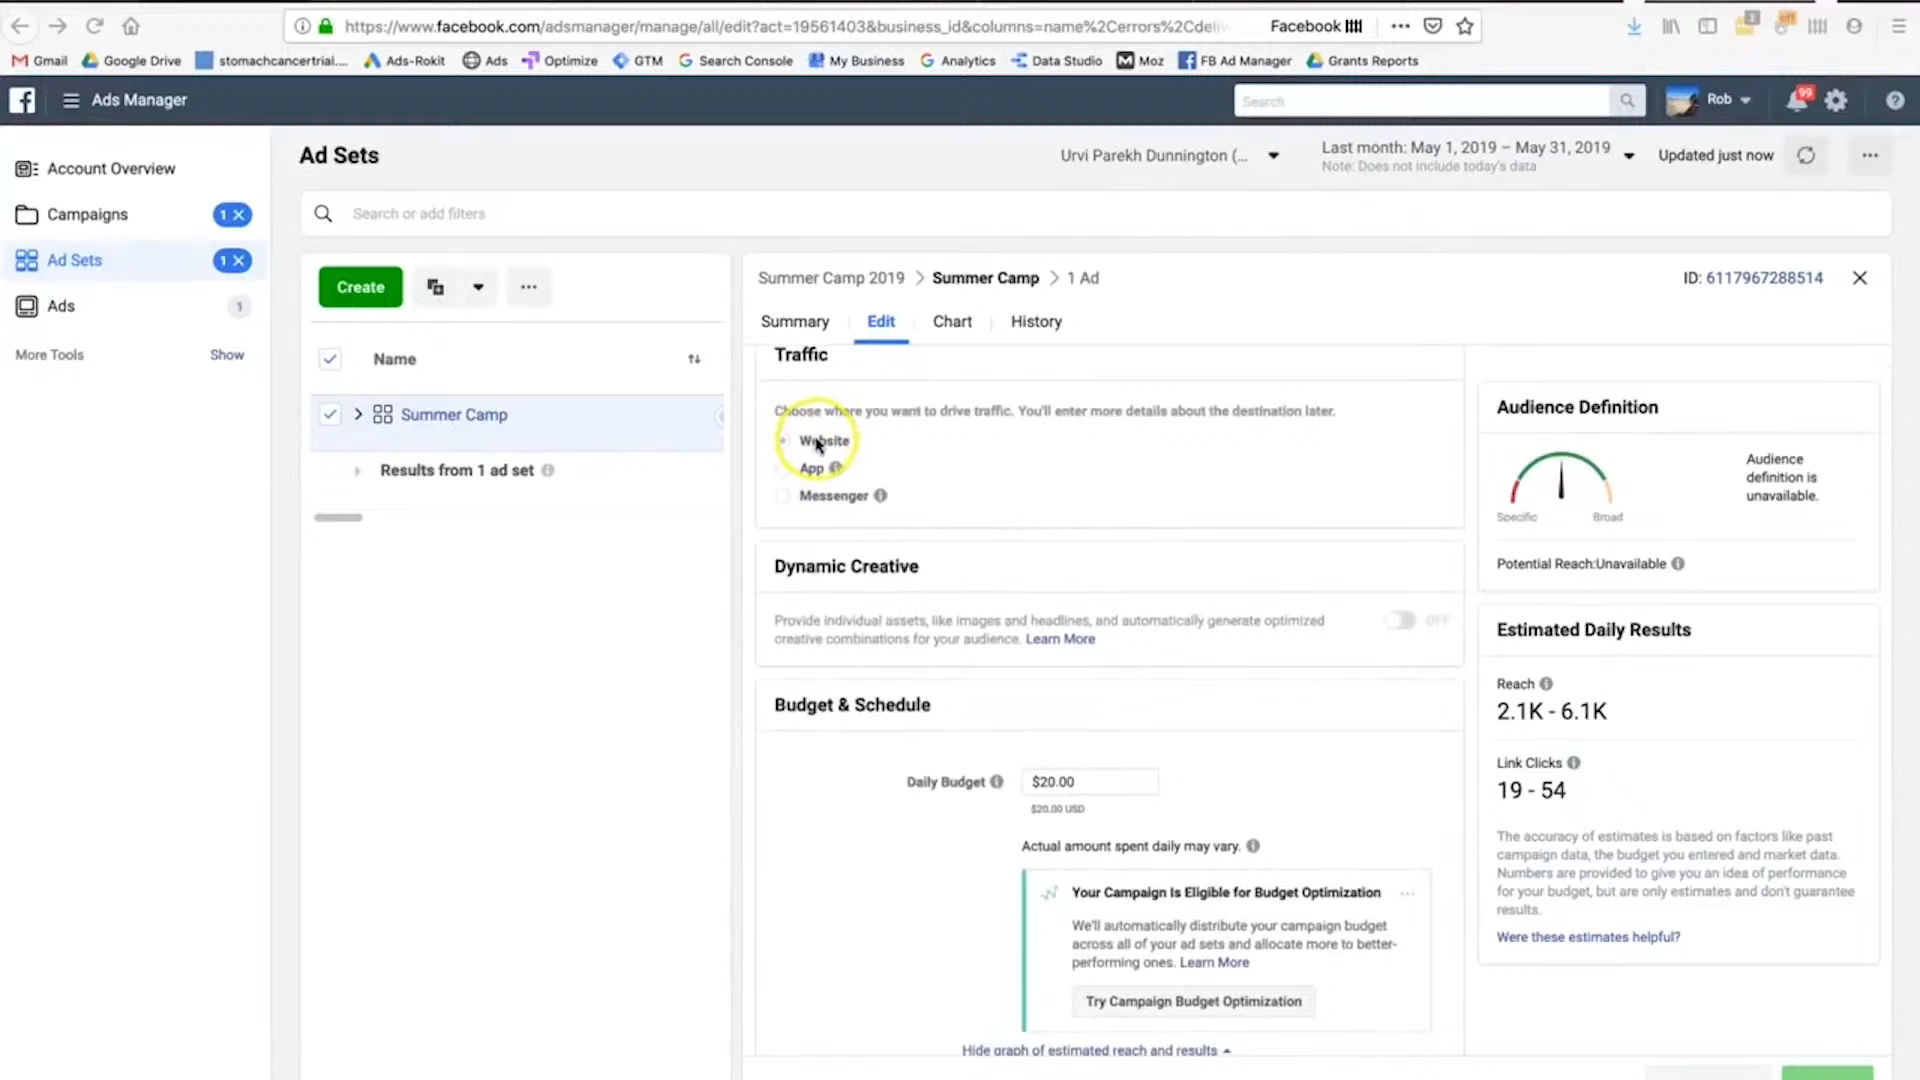 https://www.facebook.com/adsmanager/manage/all/edit?act=19561403&business_id&columns=name%2Cerrors%2Cdeliv
Facebook
Gmail
Google Drive
stomachcancertrial....
Ads-Rokit
Ads
Optimize
GTM
Search Console
My Business
Analytics
Data Studio
Moz
FB Ad Manager
Grants Reports
Ads Manager
Search
Rob
99
Account Overview
Campaigns
1 X
Ad Sets
1 X
Ads
1
More Tools
Show
Ad Sets
Urvi Parekh Dunnington (...
Last month: May 1, 2019 – May 31, 2019
Note: Does not include today's data
Updated just now
Search or add filters
Create
Name
Summer Camp
Results from 1 ad set
Summer Camp 2019 > Summer Camp > 1 Ad
ID: 6117967288514
Summary
Edit
Chart
History
Traffic
Choose where you want to drive traffic. You'll enter more details about the destination later.
Website
App
Messenger
Dynamic Creative
Provide individual assets, like images and headlines, and automatically generate optimized
creative combinations for your audience. Learn More
OFF
Budget & Schedule
Daily Budget
$20.00
$20.00 USD
Actual amount spent daily may vary.
Your Campaign Is Eligible for Budget Optimization
We'll automatically distribute your campaign budget
across all of your ad sets and allocate more to better-
performing ones. Learn More
Try Campaign Budget Optimization
Hide graph of estimated reach and results
Audience Definition
Specific
Broad
Audience
definition is
unavailable.
Potential Reach:Unavailable
Estimated Daily Results
Reach
2.1K - 6.1K
Link Clicks
19 - 54
The accuracy of estimates is based on factors like past
campaign data, the budget you entered and market data.
Numbers are provided to give you an idea of performance
for your budget, but are only estimates and don't guarantee
results.
Were these estimates helpful?